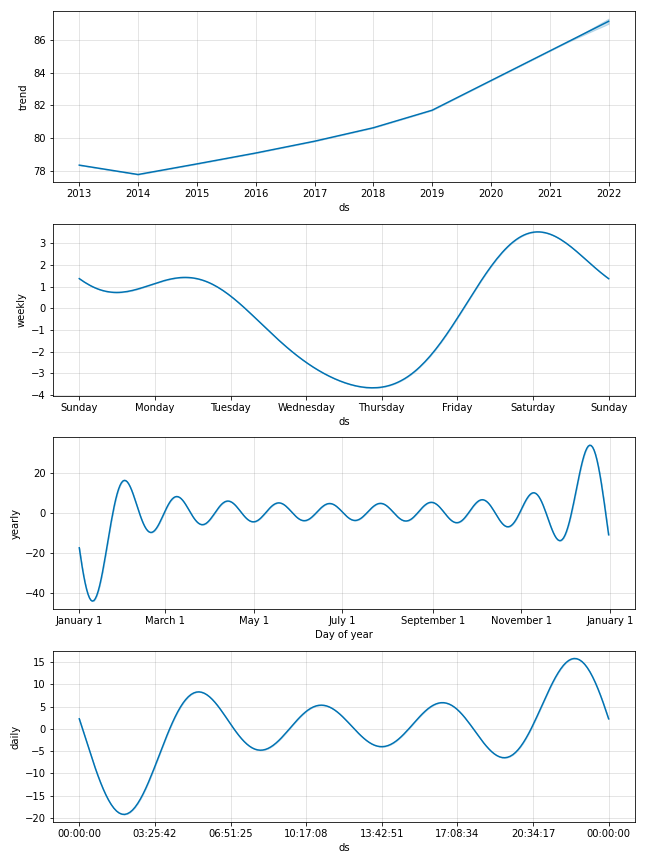 86
84
82
80
78
trend
2013 2014 2015 2016 2017 2018 2019 2020 2021 2022
ds
3
2
1
0
−1
−2
−3
−4
weekly
Sunday Monday Tuesday Wednesday Thursday Friday Saturday Sunday
ds
20
0
−20
−40
yearly
January 1 March 1 May 1 July 1 September 1 November 1 January 1
Day of year
15
10
5
0
−5
−10
−15
−20
daily
00:00:00 03:25:42 06:51:25 10:17:08 13:42:51 17:08:34 20:34:17 00:00:00
ds